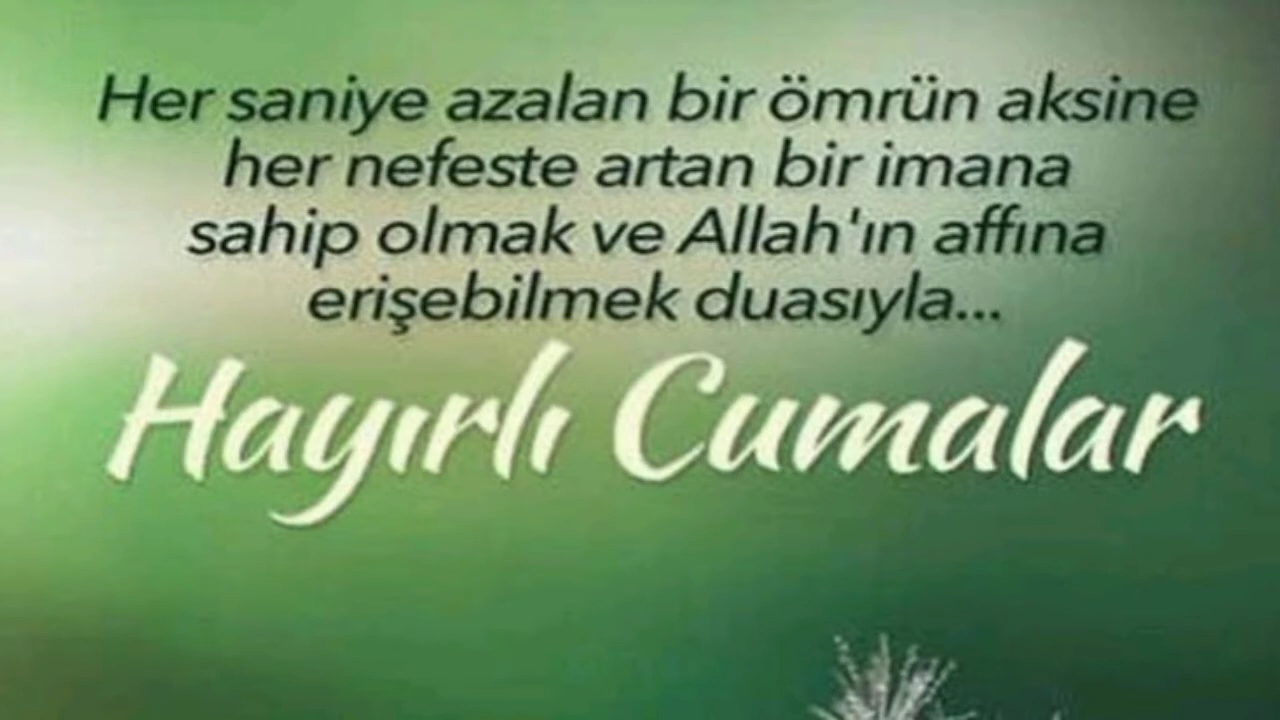 Her saniye azalan bir ömrün aksine
her nefeste artan bir imana
sahip olmak ve Allah'ın affına
erişebilmek duasıyla...
Hayırlı Cumalar